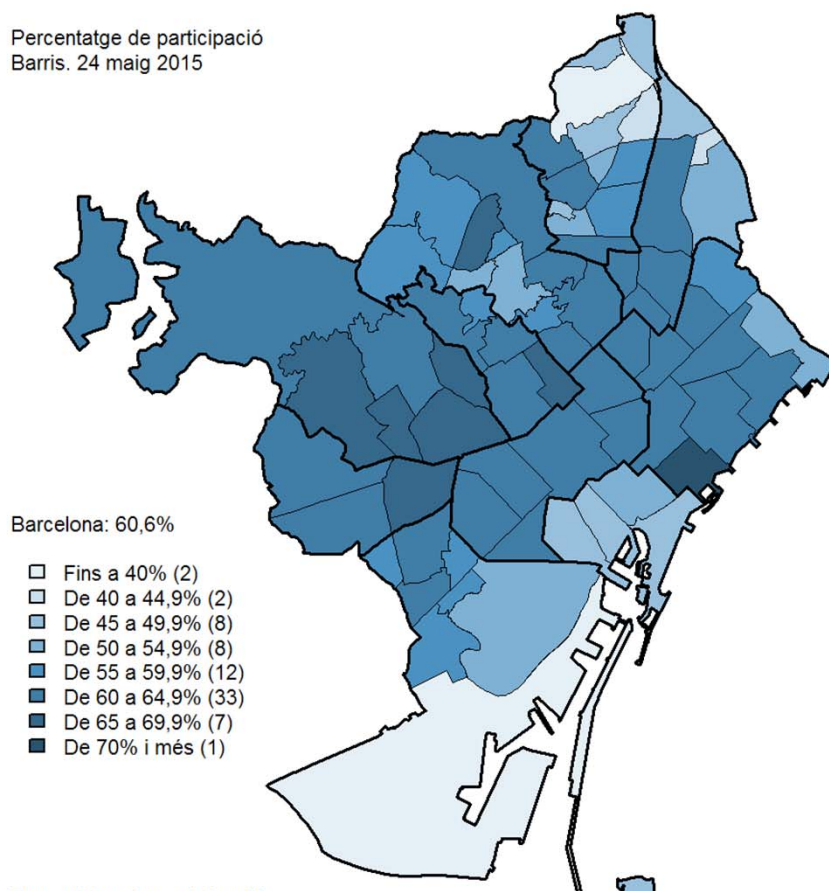 Percentatge de participació
Barris. 24 maig 2015
Barcelona: 60,6%
Fins a 40% (2)
De 40 a 44,9% (2)
De 45 a 49,9% (8)
De 50 a 54,9% (8)
De 55 a 59,9% (12)
De 60 a 64,9% (33)
De 65 a 69,9% (7)
De 70% i més (1)